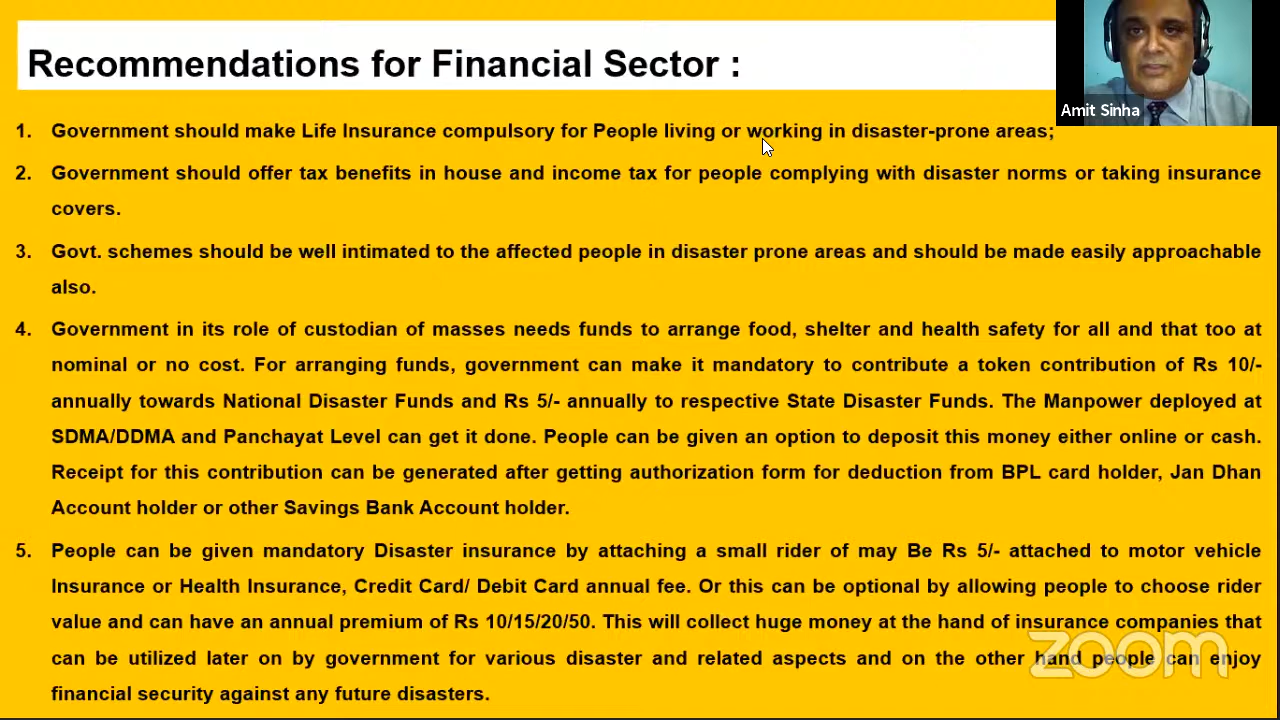 Recommendations for Financial Sector :
Amit Sinha
1. Government should make Life Insurance compulsory for People living or working in disaster-prone areas;
2. Government should offer tax benefits in house and income tax for people complying with disaster norms or taking insurance
covers.
3. Govt. schemes should be well intimated to the affected people in disaster prone areas and should be made easily approachable
also.
4. Government in its role of custodian of masses needs funds to arrange food, shelter and health safety for all and that too at
nominal or no cost. For arranging funds, government can make it mandatory to contribute a token contribution of Rs 10/-
annually towards National Disaster Funds and Rs 5/- annually to respective State Disaster Funds. The Manpower deployed at
SDMA/DDMA and Panchayat Level can get it done. People can be given an option to deposit this money either online or cash.
Receipt for this contribution can be generated after getting authorization form for deduction from BPL card holder, Jan Dhan
Account holder or other Savings Bank Account holder.
5. People can be given mandatory Disaster insurance by attaching a small rider of may Be Rs 5/- attached to motor vehicle
Insurance or Health Insurance, Credit Card/ Debit Card annual fee. Or this can be optional by allowing people to choose rider
value and can have an annual premium of Rs 10/15/20/50. This will collect huge money at the hand of insurance companies that
can be utilized later on by government for various disaster and related aspects and on the other hand people can enjoy
financial security against any future disasters.
zoom